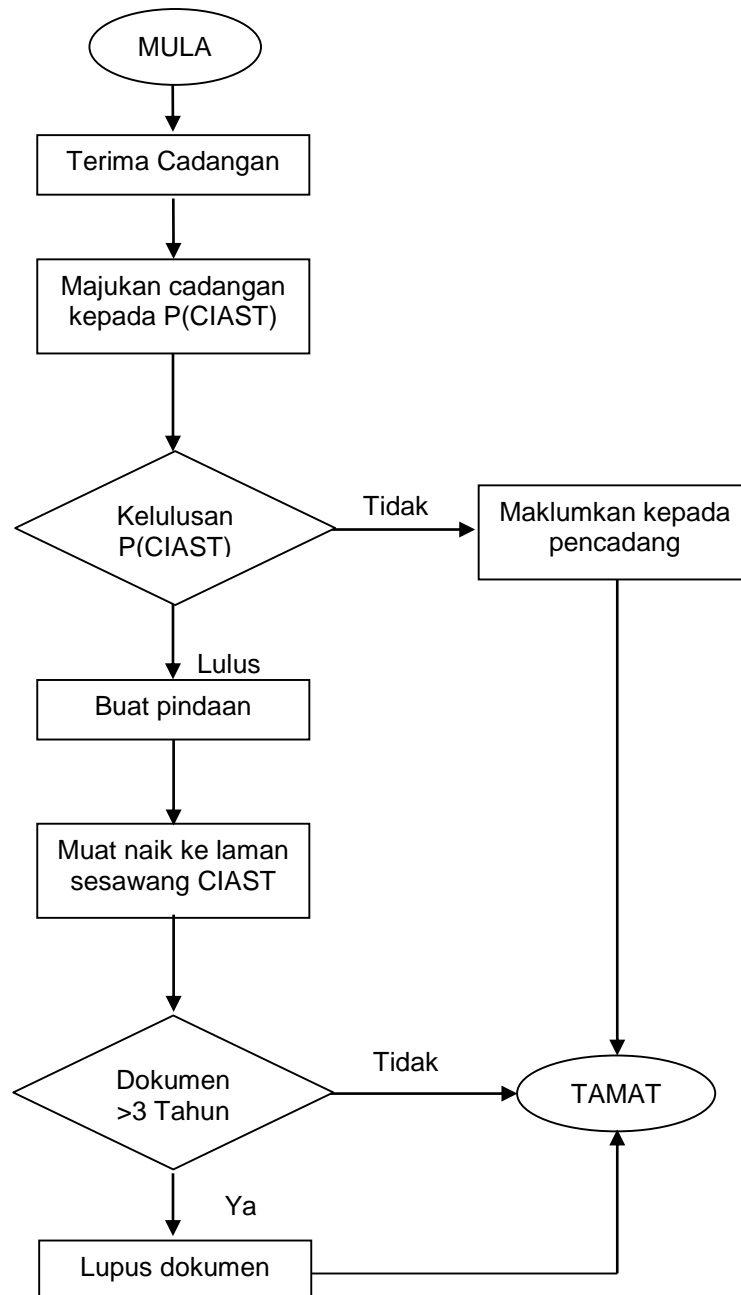 MULA
Terima Cadangan
Majukan cadangan
kepada P(CIAST)
Kelulusan
P(CIAST)
Tidak
Maklumkan kepada
pencadang
Lulus
Buat pindaan
Muat naik ke laman
sesawang CIAST
Dokumen
>3 Tahun
Tidak
TAMAT
Ya
Lupus dokumen